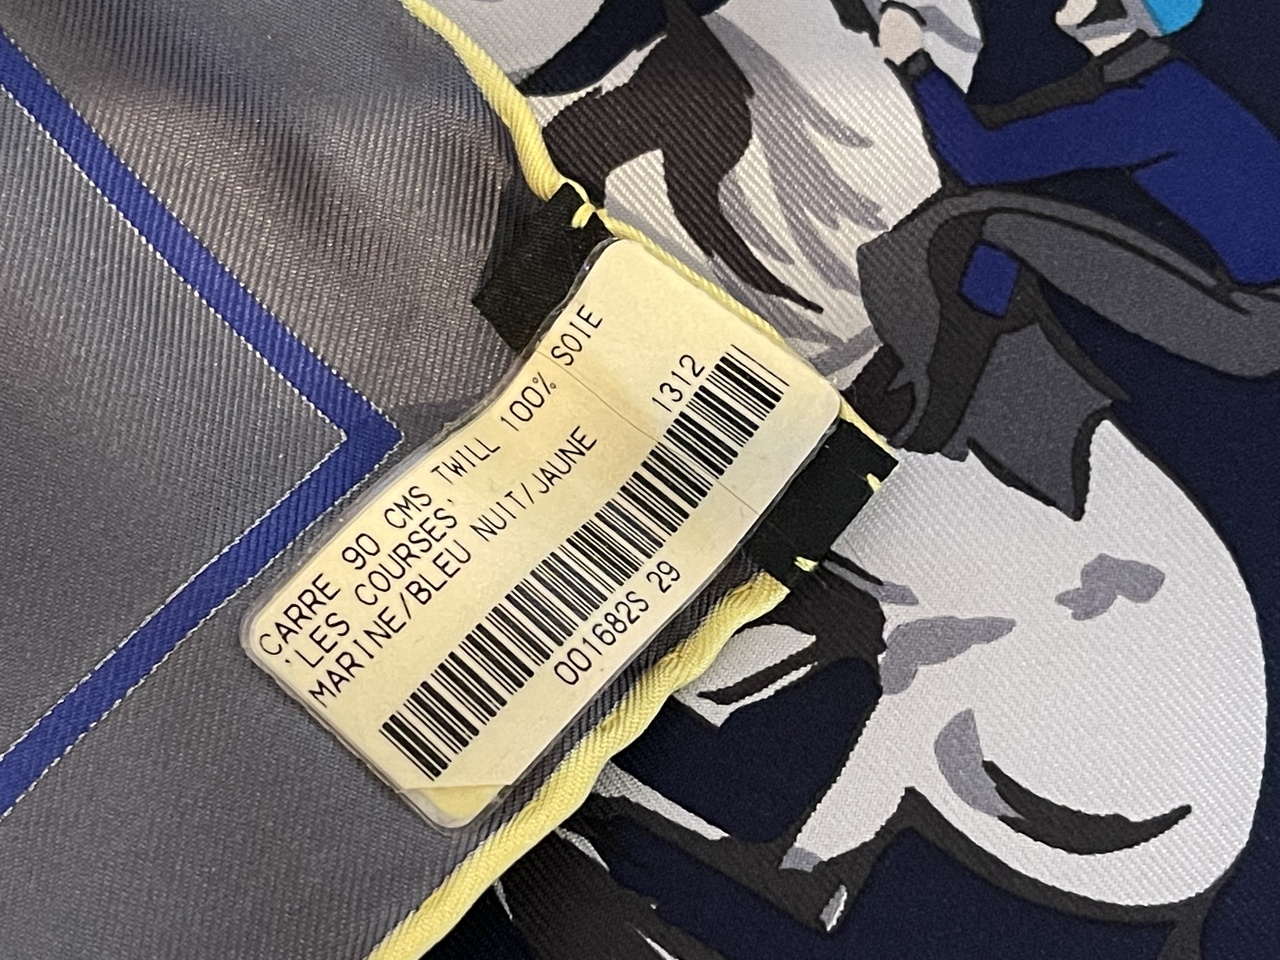 CARRE 90 CMS TWILL 100% SOIE
'LES COURSES'
MARINE/BLEU NUIT/JAUNE
1312
001682S 29